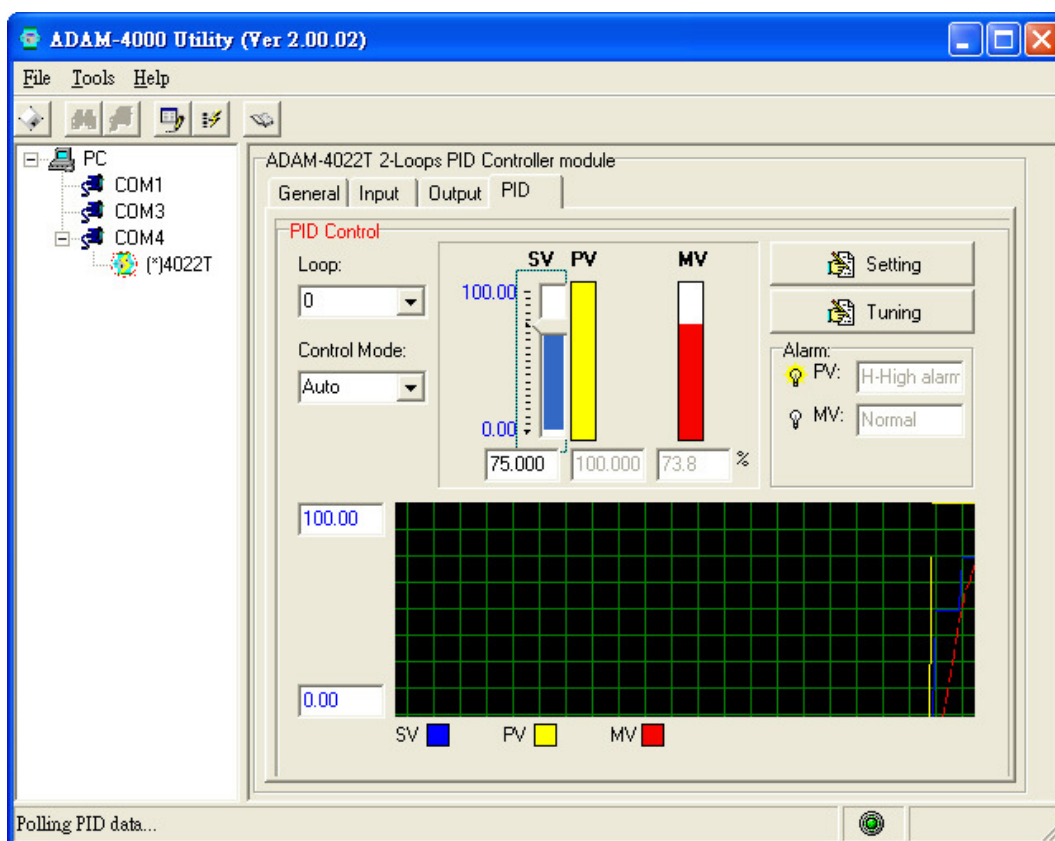 ADAM-4000 Utility (Ver 2.00.02)
File Tools Help
PC
COM1
COM3
COM4
(*)4022T
ADAM-4022T 2-Loops PID Controller module
General Input Output PID
PID Control
Loop:
0
Control Mode:
Auto
SV PV MV
100.00
0.00
75.000 100.000 73.8 %
Setting
Tuning
Alarm:
PV: H-High alarm
MV: Normal
100.00
0.00
SV PV MV
Polling PID data...